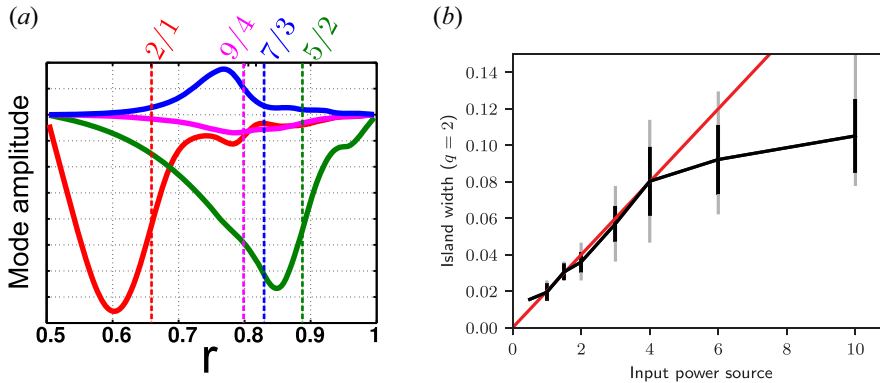 (a)
2/1 9/4 7/3 5/2
Mode amplitude
0.5 0.6 0.7 0.8 0.9 1
r
(b)
0.14
0.12
0.10
0.08
0.06
0.04
0.02
0.00
Island width (q = 2)
0 2 4 6 8 10
Input power source